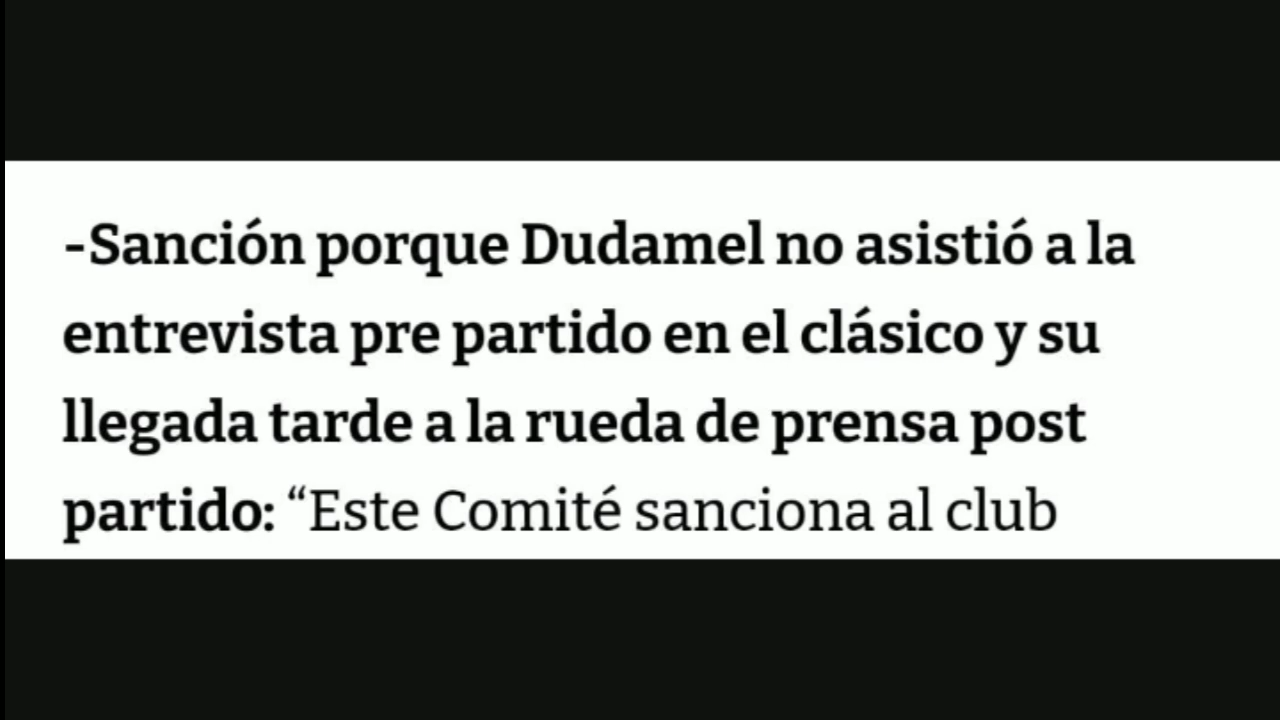 -Sanción porque Dudamel no asistió a la
entrevista pre partido en el clásico y su
llegada tarde a la rueda de prensa post
partido: “Este Comité sanciona al club